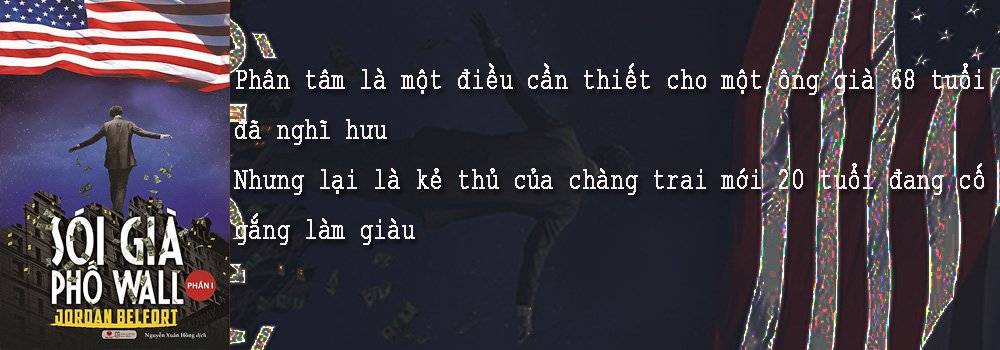 Phân tâm là một điều cần thiết cho một ông già 68 tuổi
đã nghĩ hưu
Nhưng lại là kẻ thủ của chàng trai mới 20 tuổi đang cố
gắng làm giàu
SÓI GIÀ
PHỐ WALL
PHẦN I
JORDAN BELFORT
Nguyễn Xuân Hồng dịch